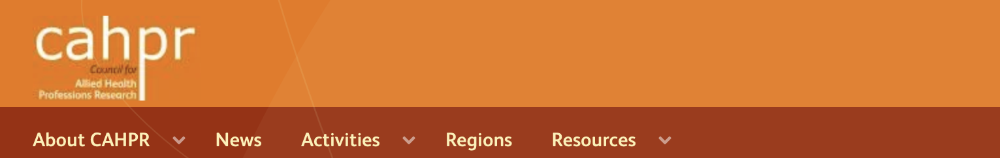 cahpr
Council for
Allied Health
Professions Research
About CAHPR News Activities Regions Resources